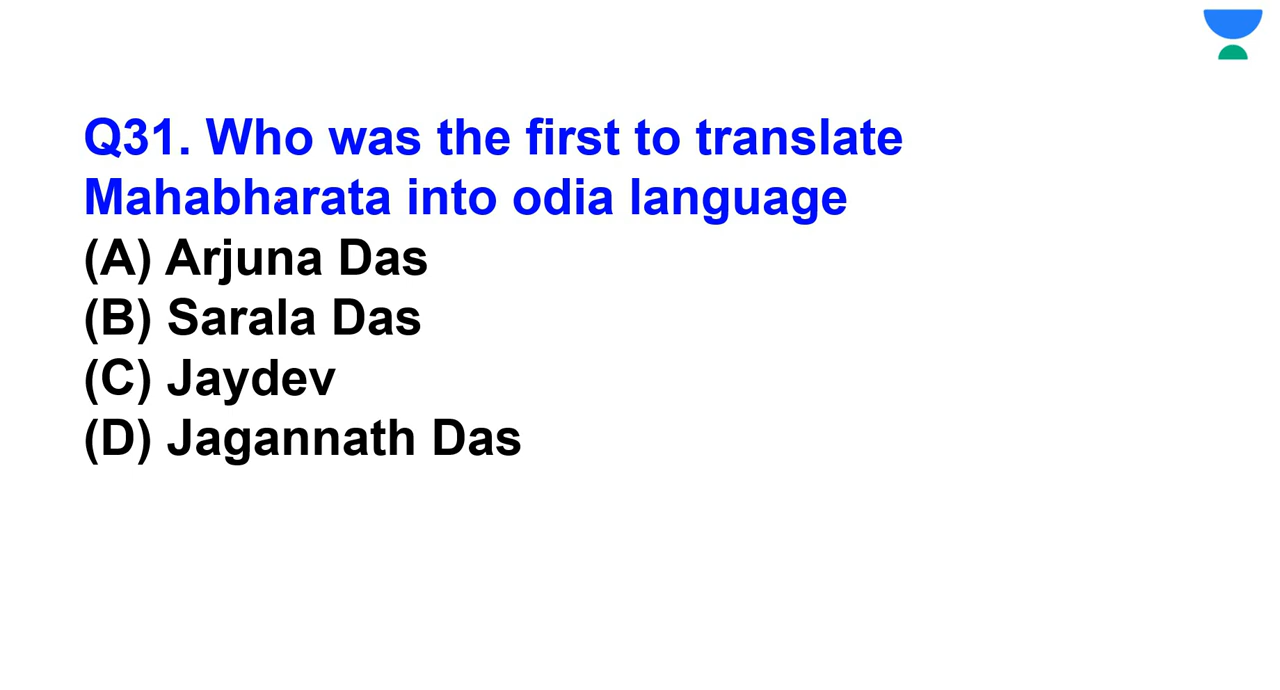 Q31. Who was the first to translate
Mahabharata into odia language
(A) Arjuna Das
(B) Sarala Das
(C) Jaydev
(D) Jagannath Das